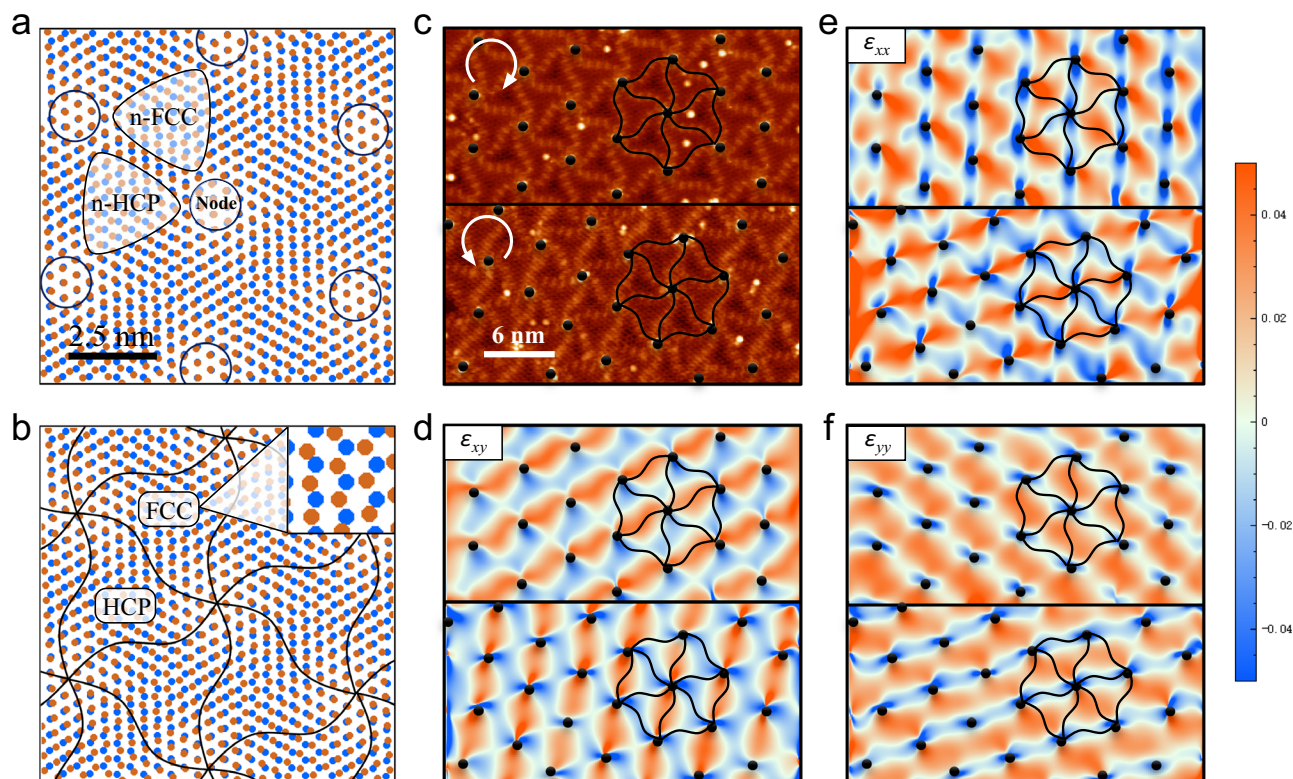 a
n-FCC
n-HCP
Node
2.5 nm
b
FCC
HCP
c
6 nm
d
εxy
e
εxx
f
εyy
0.04
0.02
0
−0.02
−0.04